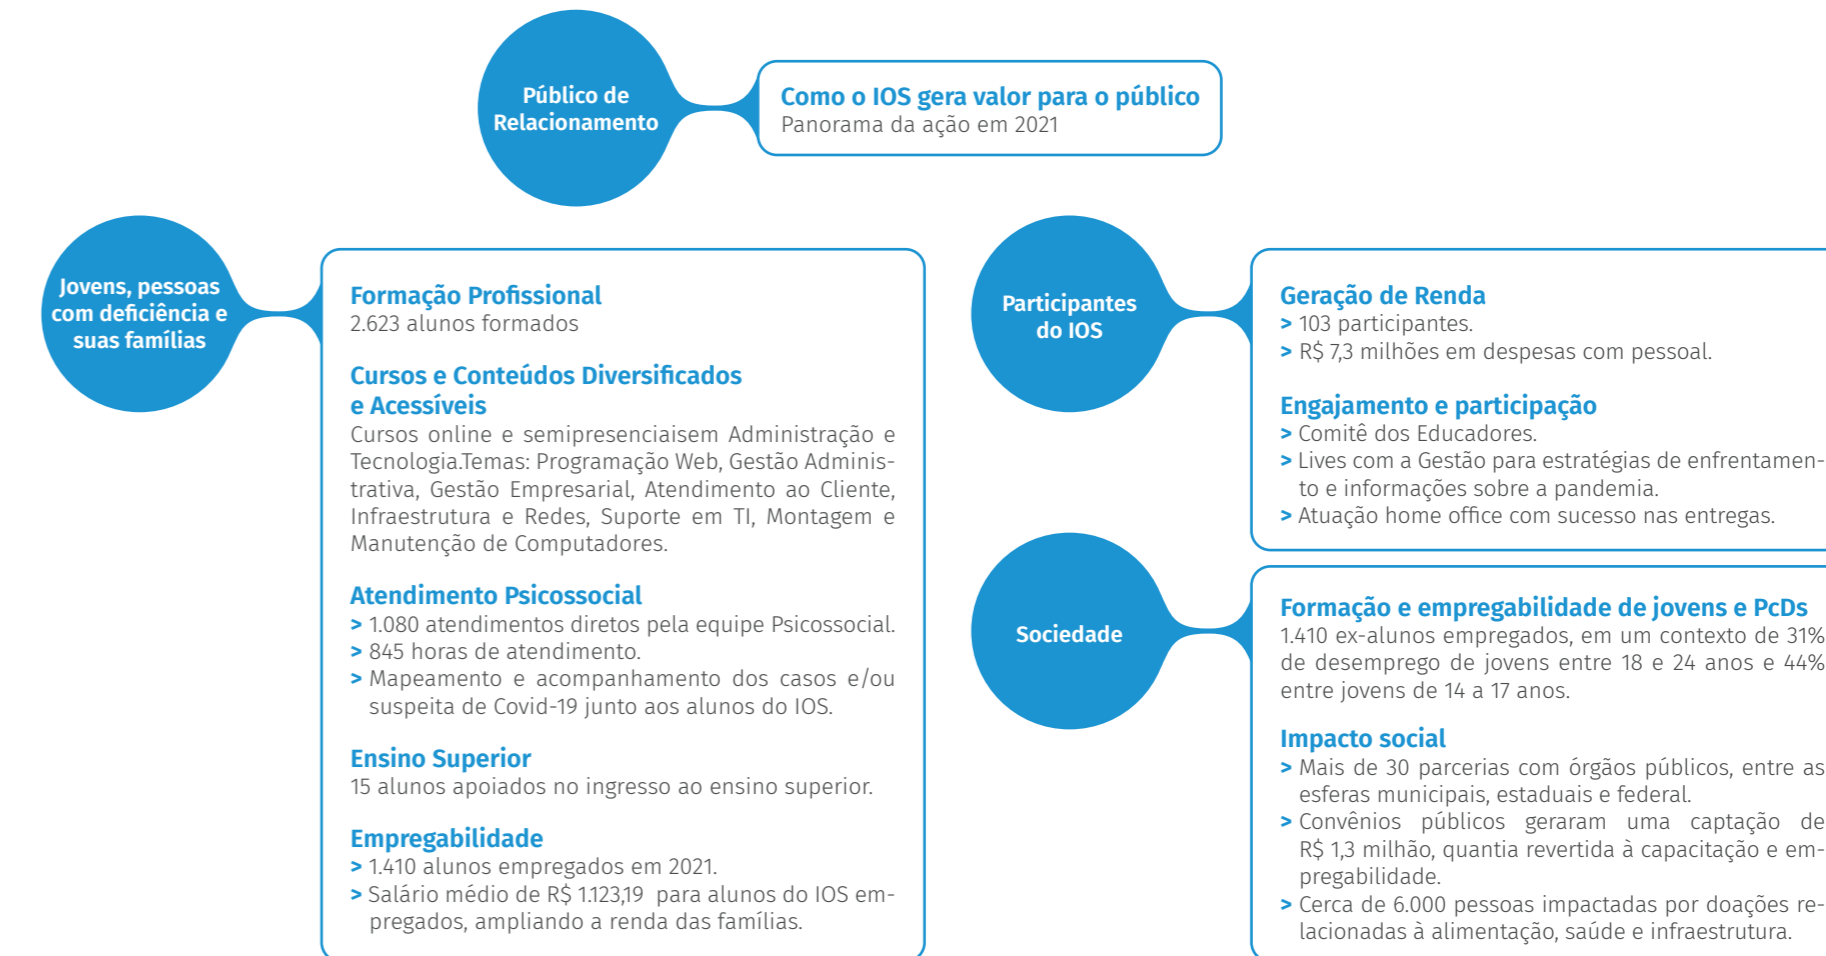 Público de
Relacionamento
Como o IOS gera valor para o público
Panorama da ação em 2021
Jovens, pessoas
com deficiência e
suas famílias
Formação Profissional
2.623 alunos formados
Cursos e Conteúdos Diversificados
e Acessíveis
Cursos online e semipresenciaisem Administração e
Tecnologia.Temas: Programação Web, Gestão Adminis-
trativa, Gestão Empresarial, Atendimento ao Cliente,
Infraestrutura e Redes, Suporte em TI, Montagem e
Manutenção de Computadores.
Atendimento Psicossocial
> 1.080 atendimentos diretos pela equipe Psicossocial.
> 845 horas de atendimento.
> Mapeamento e acompanhamento dos casos e/ou
suspeita de Covid-19 junto aos alunos do IOS.
Ensino Superior
15 alunos apoiados no ingresso ao ensino superior.
Empregabilidade
> 1.410 alunos empregados em 2021.
> Salário médio de R$ 1.123,19 para alunos do IOS em-
pregados, ampliando a renda das famílias.
Participantes
do IOS
Geração de Renda
> 103 participantes.
> R$ 7,3 milhões em despesas com pessoal.
Engajamento e participação
> Comitê dos Educadores.
> Lives com a Gestão para estratégias de enfrentamen-
to e informações sobre a pandemia.
> Atuação home office com sucesso nas entregas.
Sociedade
Formação e empregabilidade de jovens e PcDs
1.410 ex-alunos empregados, em um contexto de 31%
de desemprego de jovens entre 18 e 24 anos e 44%
entre jovens de 14 a 17 anos.
Impacto social
> Mais de 30 parcerias com órgãos públicos, entre as
esferas municipais, estaduais e federal.
> Convênios públicos geraram uma captação de
R$ 1,3 milhão, quantia revertida à capacitação e em-
pregabilidade.
> Cerca de 6.000 pessoas impactadas por doações re-
lacionadas à alimentação, saúde e infraestrutura.